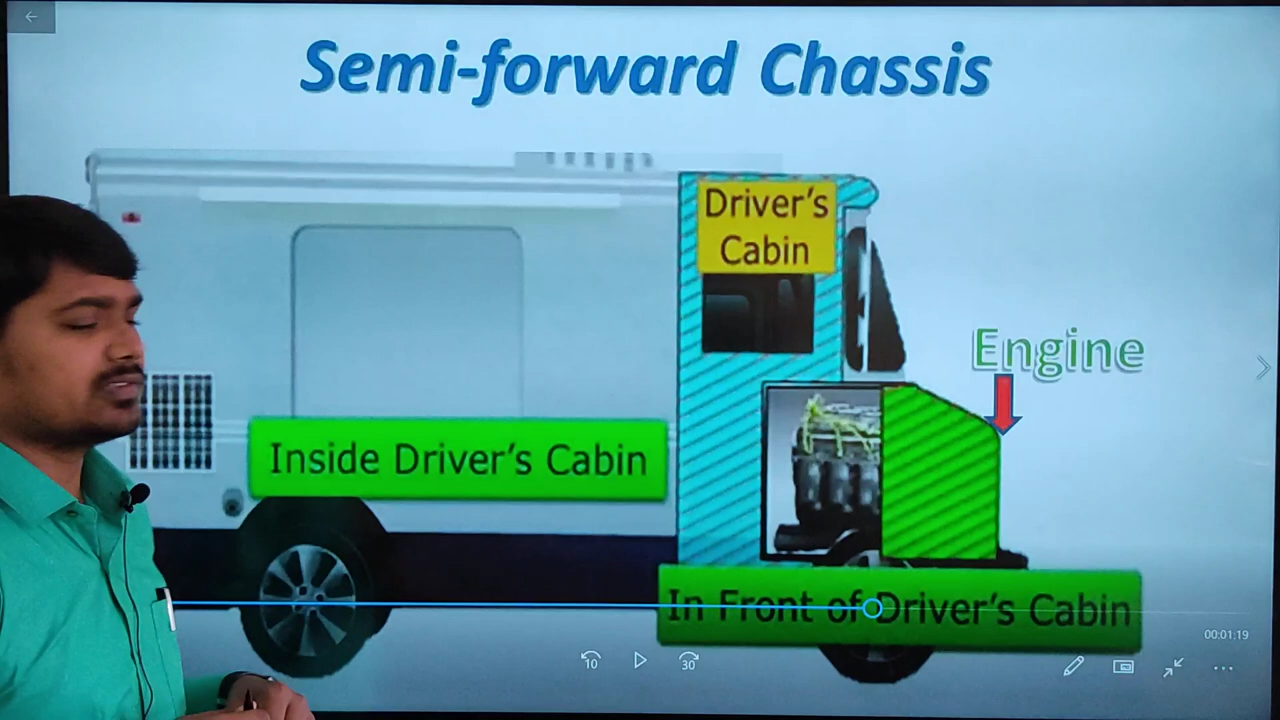 Semi-forward Chassis
Driver's
Cabin
Engine
Inside Driver's Cabin
In Front of Driver's Cabin
00:01:19
10
30